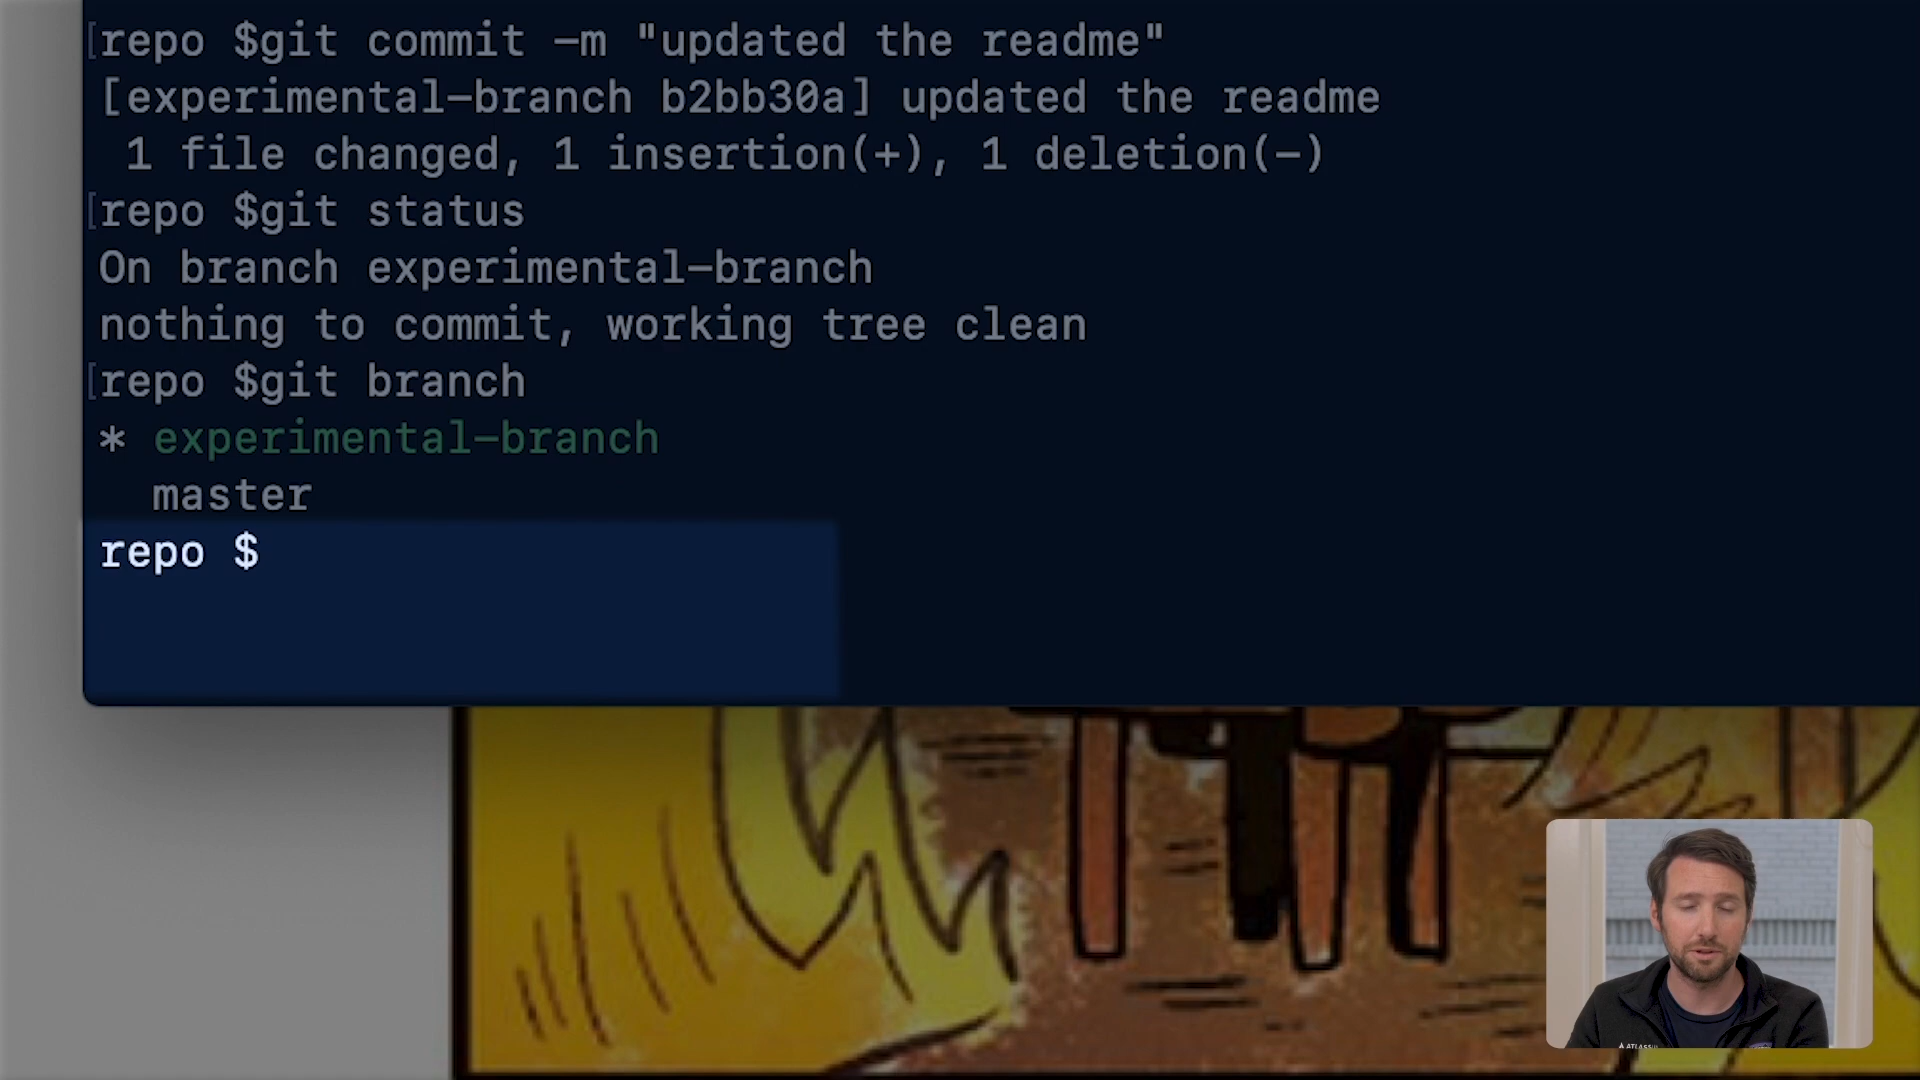 [repo $git commit -m "updated the readme"
[experimental-branch b2bb30a] updated the readme
1 file changed, 1 insertion(+), 1 deletion(-)
[repo $git status
On branch experimental-branch
nothing to commit, working tree clean
[repo $git branch
* experimental-branch
master
repo $